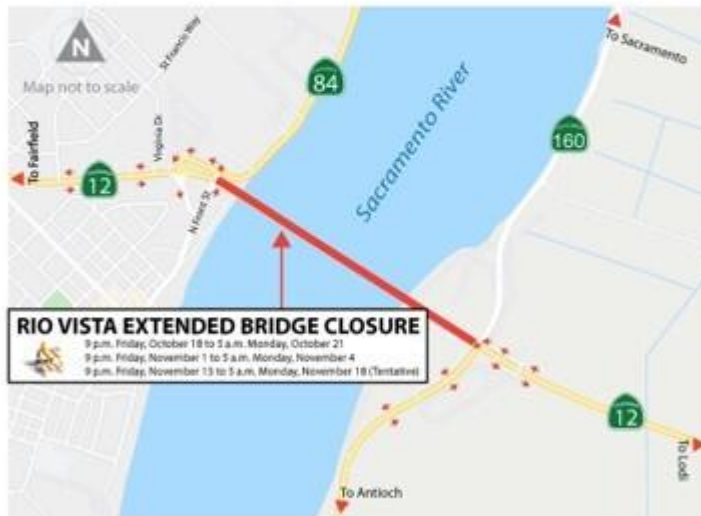 N
Map not to scale
St Francis Way
Virginia Dr
84
To Sacramento
160
Sacramento River
To Fairfield
12
N Front St
RIO VISTA EXTENDED BRIDGE CLOSURE
9 p.m. Friday, October 18 to 5 a.m. Monday, October 21
9 p.m. Friday, November 1 to 5 a.m. Monday, November 4
9 p.m. Friday, November 15 to 5 a.m. Monday, November 18 (Tentative)
12
To Lodi
To Antioch